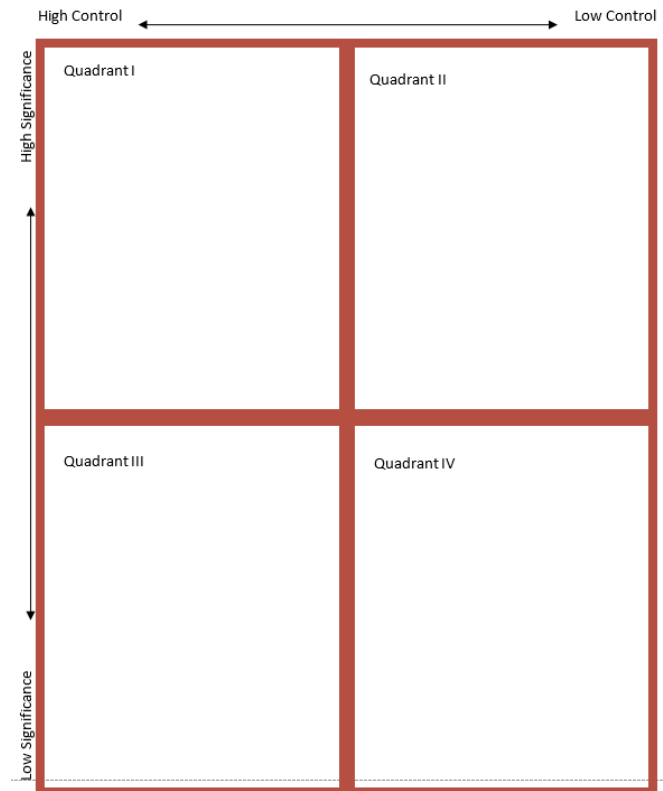 High Control
Low Control
High Significance
Quadrant I
Quadrant II
Quadrant III
Quadrant IV
Low Significance